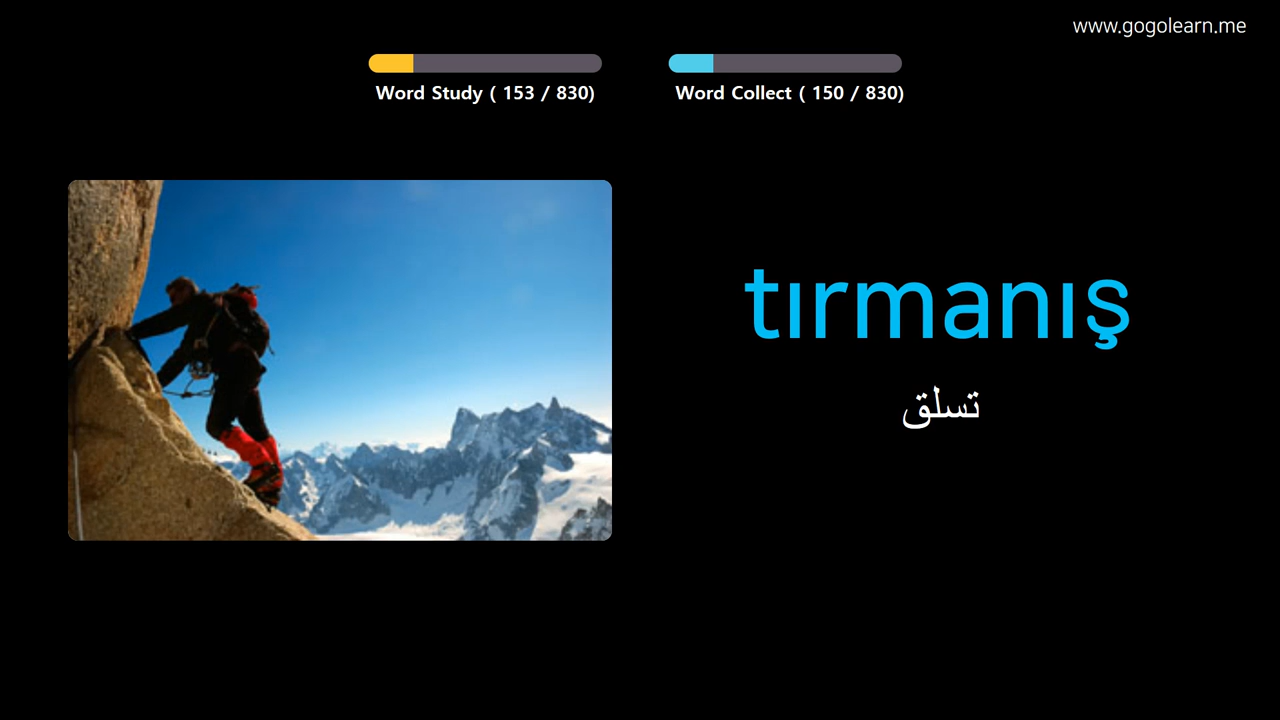 www.gogolearn.me
Word Study ( 153 / 830)
Word Collect ( 150 / 830)
tırmanış
تسلق